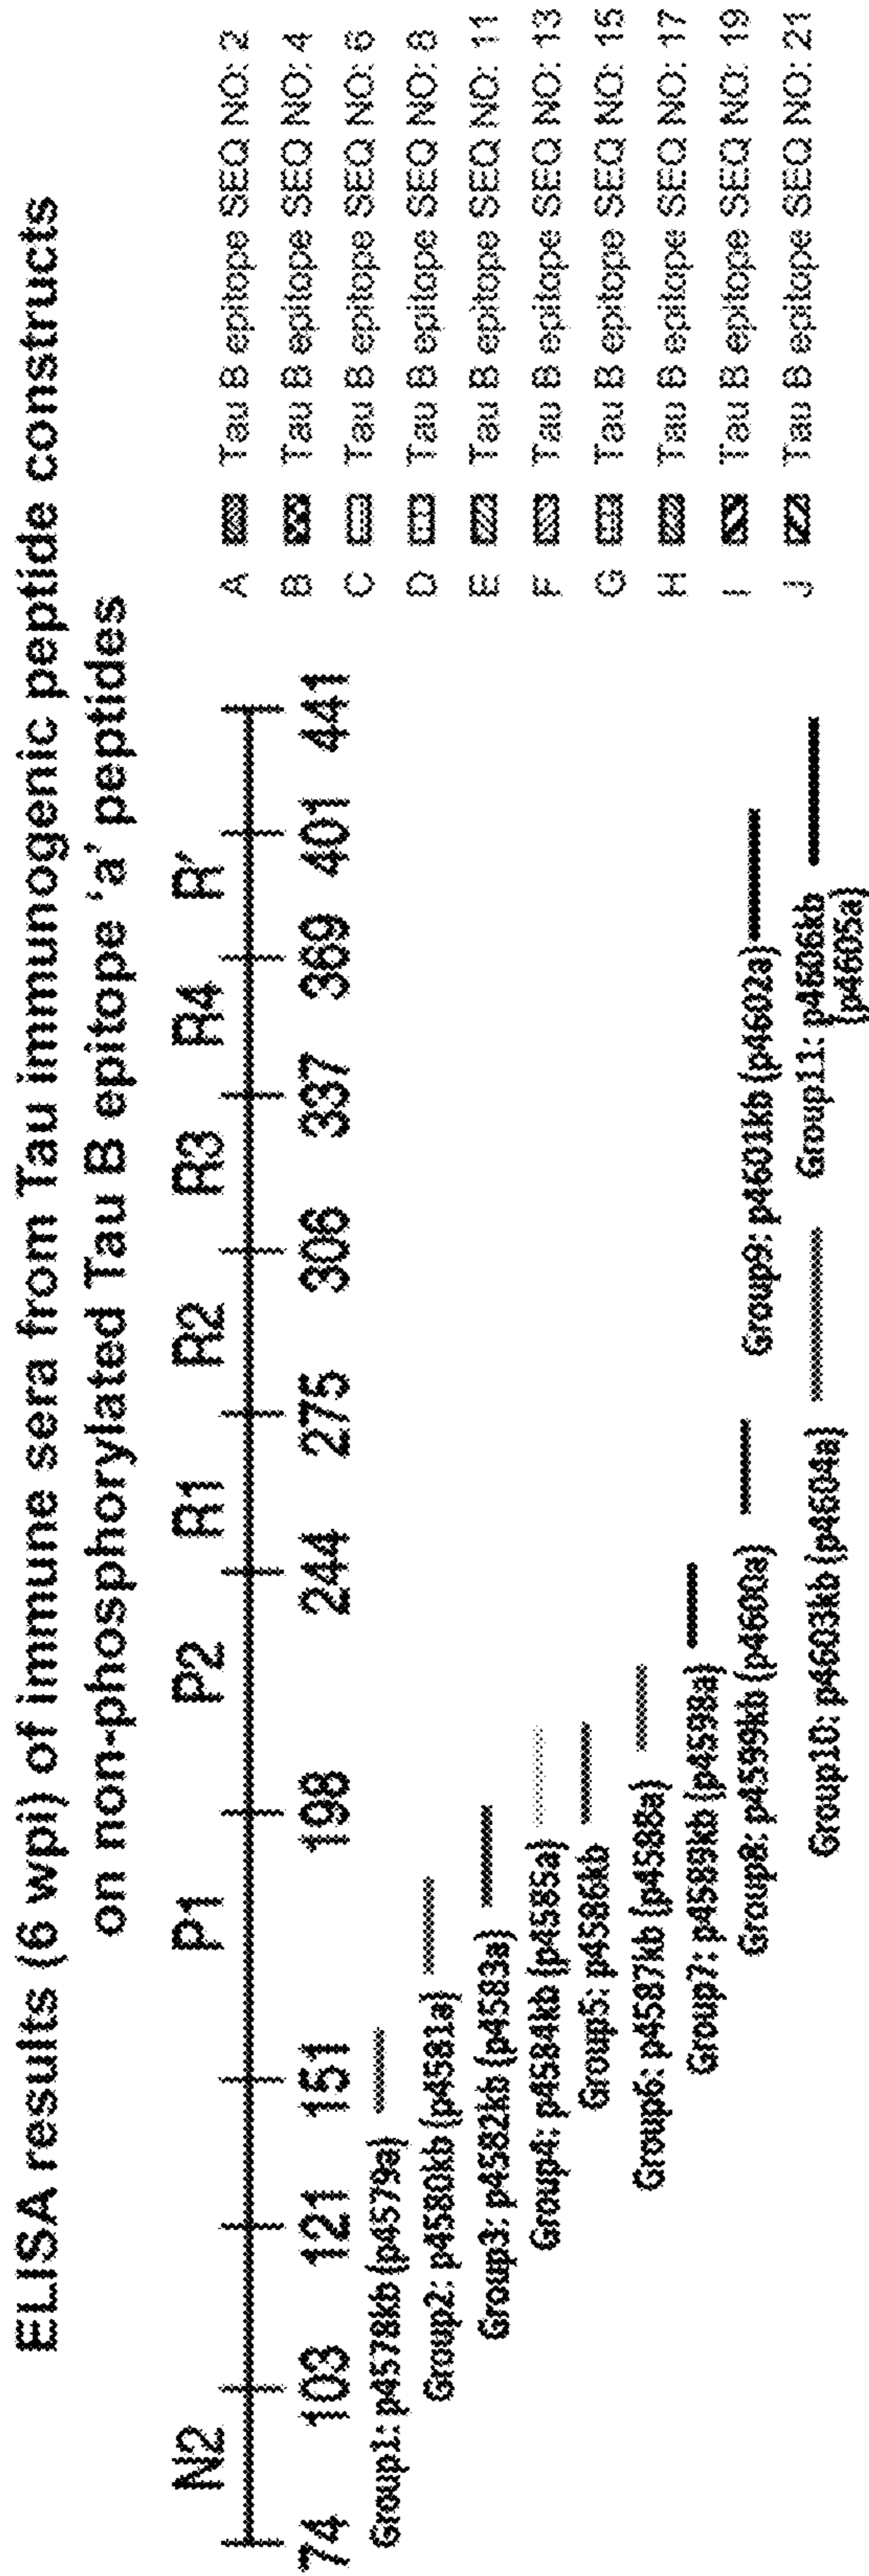 ELISA results (6 wpi) of immune sera from Tau immunogenic peptide constructs
on non-phosphorylated Tau B epitope 'a' peptides
N2 P1 P2 R1 R2 R3 R4 R'
74 103 121 151 198 244 275 306 337 369 401 441
Group1: p4578kb {p4579a}
Group2: p4580kb {p4581a}
Group3: p4582kb {p4583a}
Group4: p4584kb {p4585a}
Group5: p4586kb
Group6: p4587kb {p4588a}
Group7: p4589kb {p4598a}
Group8: p4599kb {p4600a}
Group9: p4601kb {p4602a}
Group10: p4603kb {p4604a}
Group11: p4606kb
{p4605a}
A Tau B epitope SEQ NO: 2
B Tau B epitope SEQ NO: 4
C Tau B epitope SEQ NO: 6
D Tau B epitope SEQ NO: 8
E Tau B epitope SEQ NO: 11
F Tau B epitope SEQ NO: 13
G Tau B epitope SEQ NO: 15
H Tau B epitope SEQ NO: 17
I Tau B epitope SEQ NO: 19
J Tau B epitope SEQ NO: 21